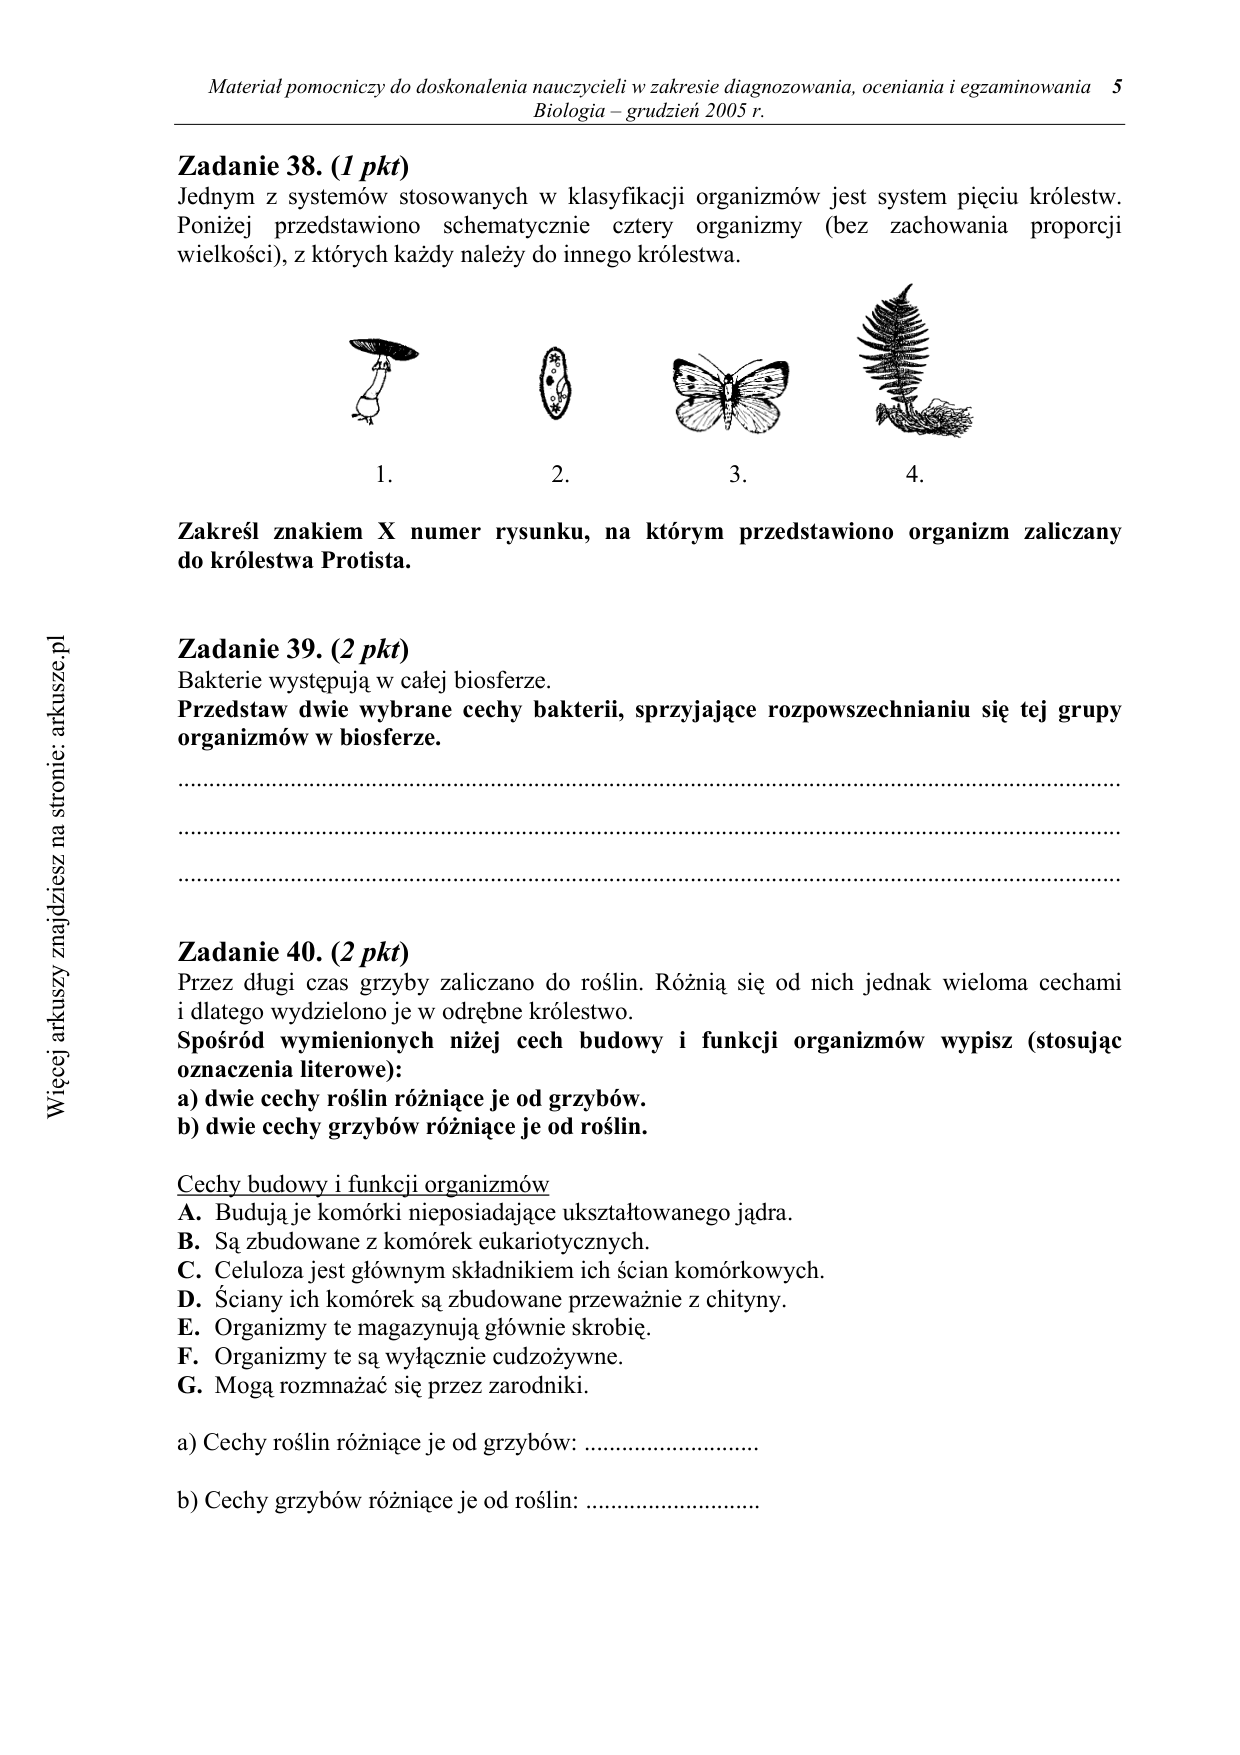 Materiał pomocniczy do doskonalenia nauczycieli w zakresie diagnozowania, oceniania i egzaminowania 5
Biologia – grudzień 2005 r.
Zadanie 38. (1 pkt)
Jednym z systemów stosowanych w klasyfikacji organizmów jest system pięciu królestw.
Poniżej przedstawiono schematycznie cztery organizmy (bez zachowania proporcji
wielkości), z których każdy należy do innego królestwa.
1. 2. 3. 4.
Zakreśl znakiem X numer rysunku, na którym przedstawiono organizm zaliczany
do królestwa Protista.
Zadanie 39. (2 pkt)
Bakterie występują w całej biosferze.
Przedstaw dwie wybrane cechy bakterii, sprzyjające rozpowszechnianiu się tej grupy
organizmów w biosferze.
.......................................................................................................................................................
.......................................................................................................................................................
.......................................................................................................................................................
Zadanie 40. (2 pkt)
Przez długi czas grzyby zaliczano do roślin. Różnią się od nich jednak wieloma cechami
i dlatego wydzielono je w odrębne królestwo.
Spośród wymienionych niżej cech budowy i funkcji organizmów wypisz (stosując
oznaczenia literowe):
a) dwie cechy roślin różniące je od grzybów.
b) dwie cechy grzybów różniące je od roślin.
Cechy budowy i funkcji organizmów
A. Budują je komórki nieposiadające ukształtowanego jądra.
B. Są zbudowane z komórek eukariotycznych.
C. Celuloza jest głównym składnikiem ich ścian komórkowych.
D. Ściany ich komórek są zbudowane przeważnie z chityny.
E. Organizmy te magazynują głównie skrobię.
F. Organizmy te są wyłącznie cudzożywne.
G. Mogą rozmnażać się przez zarodniki.
a) Cechy roślin różniące je od grzybów: ............................
b) Cechy grzybów różniące je od roślin: ............................
Więcej arkuszy znajdziesz na stronie: arkusze.pl